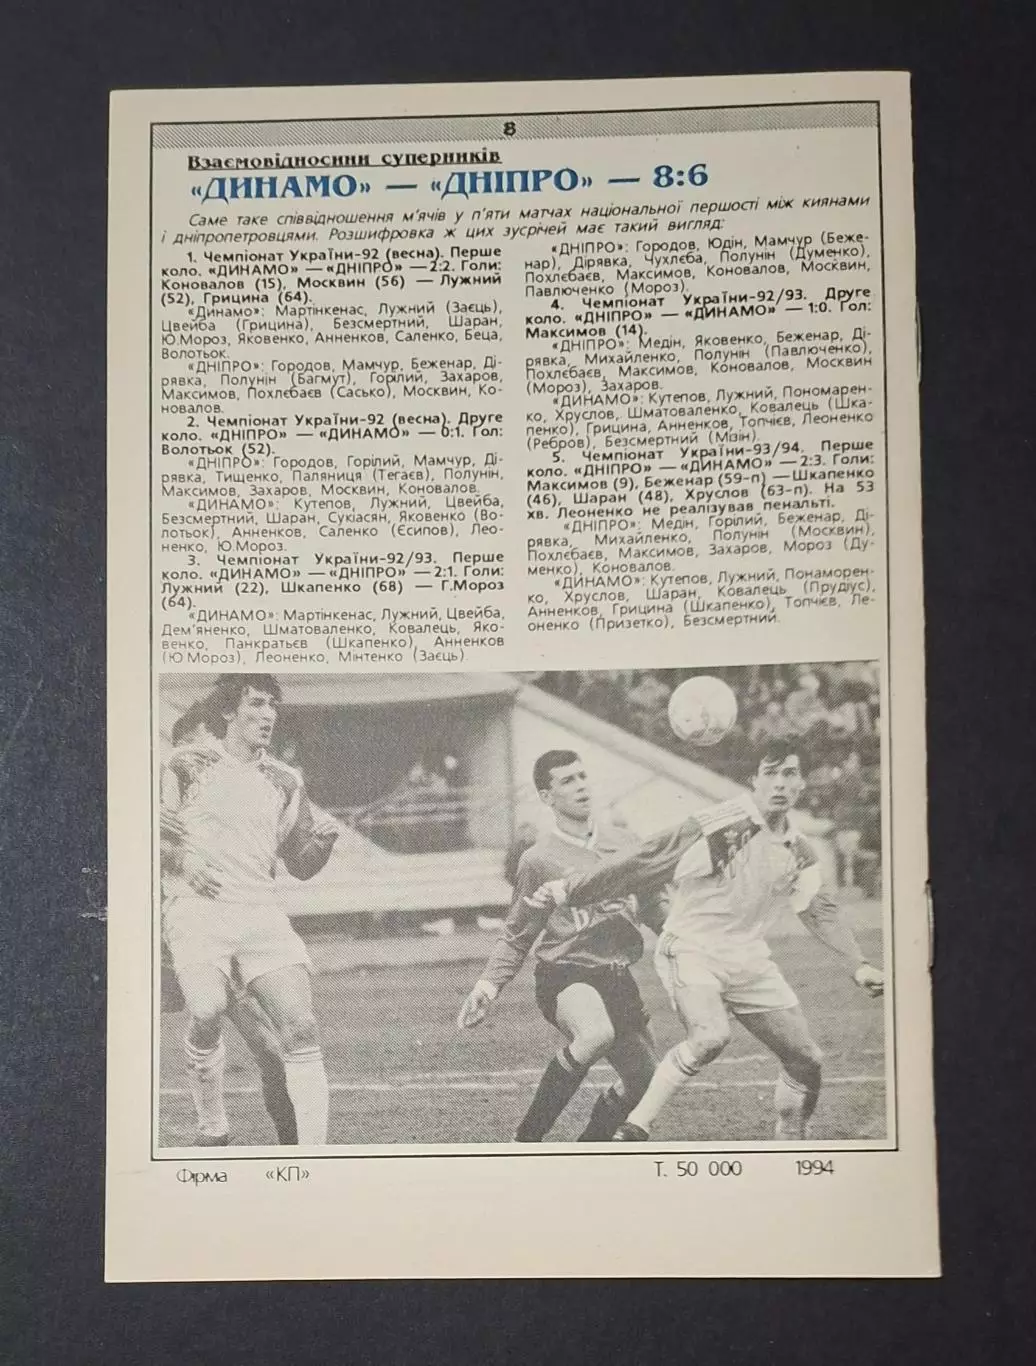 8
Взаємовідносини суперників
«ДИНАМО» — «ДНІПРО» — 8:6
Саме таке співвідношення м'ячів у п'яти матчах національної першості між киянами
і дніпропетровцями. Розшифровка ж цих зустрічей має такий вигляд:
1. Чемпіонат України-92 (весна). Перше
коло. «ДИНАМО» — «ДНІПРО» — 2:2. Голи:
Коновалов (15), Москвин (56) — Лужний
(52), Грицина (64).
«Динамо»: Мартінкенас, Лужний (Заєць),
Цвейба (Грицина), Безсмертний, Шаран,
Ю.Мороз, Яковенко, Анненков, Саленко, Беца,
Волотьок.
«ДНІПРО»: Городов, Мамчур, Беженар, Ді-
рявка, Полунін (Багмут), Горілий, Захаров,
Максимов, Похлєбаєв (Сасько), Москвин, Ко-
новалов.
2. Чемпіонат України-92 (весна). Друге
коло. «ДНІПРО» — «ДИНАМО» — 0:1. Гол:
Волотьок (52).
«ДНІПРО»: Городов, Горілий, Мамчур, Ді-
рявка, Тищенко, Паляниця (Тегаєв), Полунін,
Максимов, Захаров, Москвин, Коновалов.
«ДИНАМО»: Кутепов, Лужний, Цвейба,
Безсмертний, Шаран, Сукіасян, Яковенко (Во-
лотьок), Анненков, Саленко (Єсипов), Лео-
ненко, Ю.Мороз.
3. Чемпіонат України-92/93. Перше
коло. «ДИНАМО» — «ДНІПРО» — 2:1. Голи:
Лужний (22), Шкапенко (68) — Г.Мороз
(64).
«ДИНАМО»: Мартінкенас, Лужний, Цвейба,
Дем'яненко, Шматоваленко, Ковалець, Яко-
венко, Панкратьєв (Шкапенко), Анненков
(Ю.Мороз), Леоненко, Мінтенко (Заєць).
«ДНІПРО»: Городов, Юдін, Мамчур (Беже-
нар), Дірявка, Чухлєба, Полунін (Думенко),
Похлєбаєв, Максимов, Коновалов, Москвин,
Павлюченко (Мороз).
4. Чемпіонат України-92/93. Друге
коло. «ДНІПРО» — «ДИНАМО» — 1:0. Гол:
Максимов (14).
«ДНІПРО»: Медін, Яковенко, Беженар, Ді-
рявка, Михайленко, Полунін (Павлюченко),
Похлєбаєв, Максимов, Коновалов, Москвин
(Мороз), Захаров.
«ДИНАМО»: Кутепов, Лужний, Пономарен-
ко, Хруслов, Шматоваленко, Ковалець (Шка-
пенко), Грицина, Анненков, Топчієв, Леоненко
(Ребров), Безсмертний (Мізін).
5. Чемпіонат України-93/94. Перше
коло. «ДНІПРО» — «ДИНАМО» — 2:3. Голи:
Максимов (9), Беженар (59-п) — Шкапенко
(46), Шаран (48), Хруслов (63-п). На 53
хв. Леоненко не реалізував пенальті.
«ДНІПРО»: Медін, Горілий, Беженар, Ді-
рявка, Михайленко, Полунін (Москвин),
Похлєбаєв, Максимов, Захаров, Мороз (Ду-
менко), Коновалов.
«ДИНАМО»: Кутепов, Лужний, Понаморен-
ко, Хруслов, Шаран, Ковалець (Прудіус),
Анненков, Грицина (Шкапенко), Топчієв, Ле-
оненко (Призетко), Безсмертний.
Фірма «КП» Т. 50 000 1994